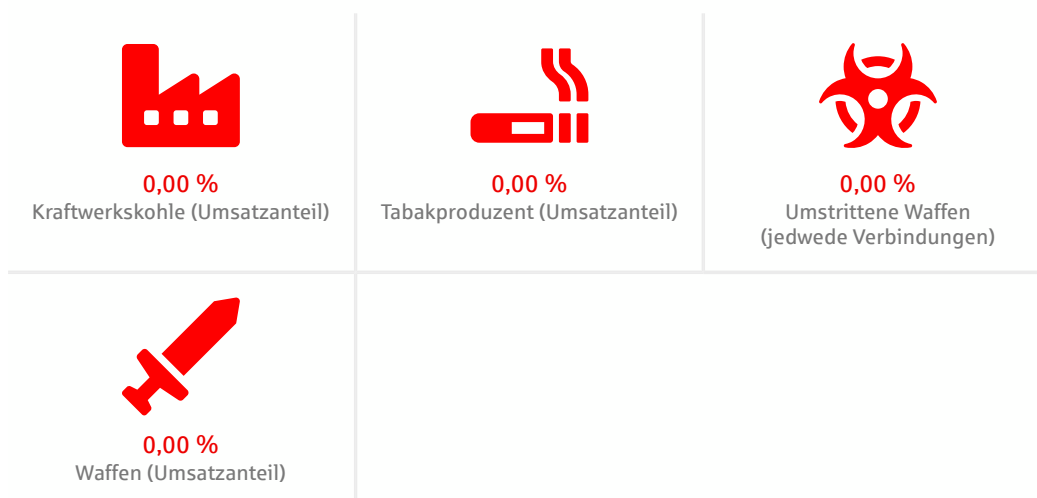 0,00 %
Kraftwerkskohle (Umsatzanteil)
0,00 %
Tabakproduzent (Umsatzanteil)
0,00 %
Umstrittene Waffen
(jedwede Verbindungen)
0,00 %
Waffen (Umsatzanteil)